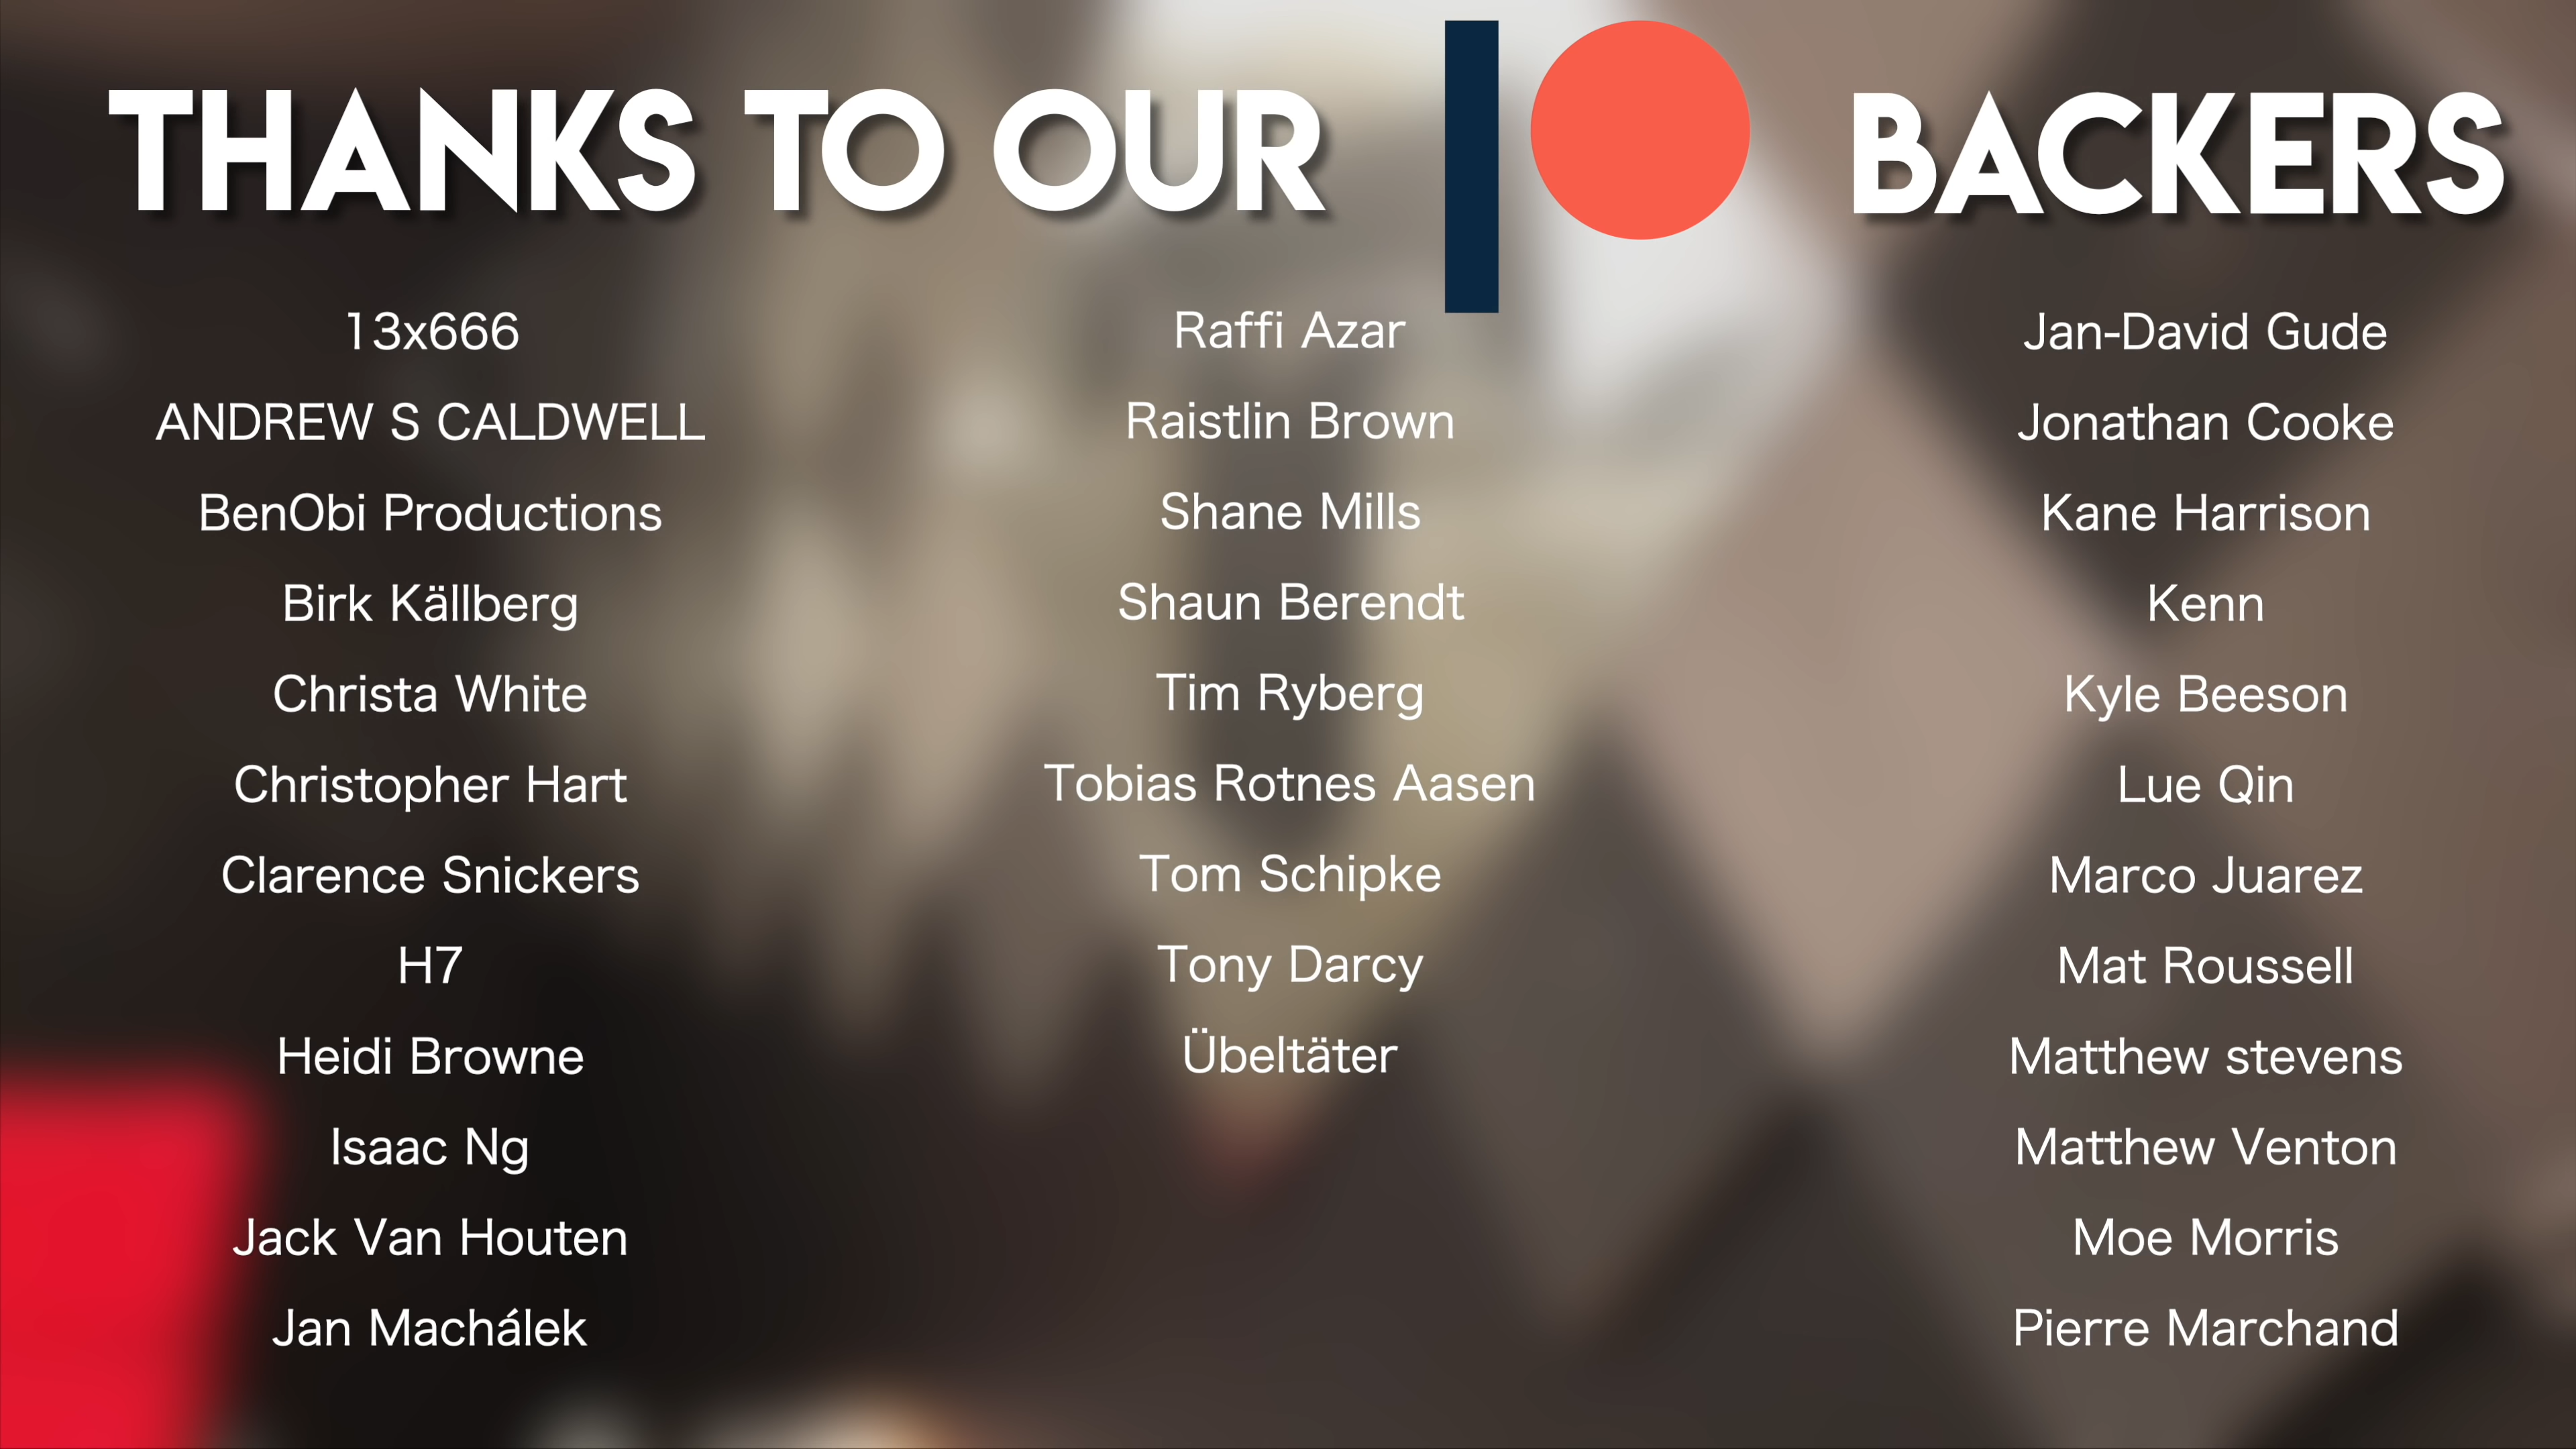 THANKS TO OUR BACKERS
13x666
ANDREW S CALDWELL
BenObi Productions
Birk Källberg
Christa White
Christopher Hart
Clarence Snickers
H7
Heidi Browne
Isaac Ng
Jack Van Houten
Jan Machálek
Raffi Azar
Raistlin Brown
Shane Mills
Shaun Berendt
Tim Ryberg
Tobias Rotnes Aasen
Tom Schipke
Tony Darcy
Übeltäter
Jan-David Gude
Jonathan Cooke
Kane Harrison
Kenn
Kyle Beeson
Lue Qin
Marco Juarez
Mat Roussell
Matthew stevens
Matthew Venton
Moe Morris
Pierre Marchand